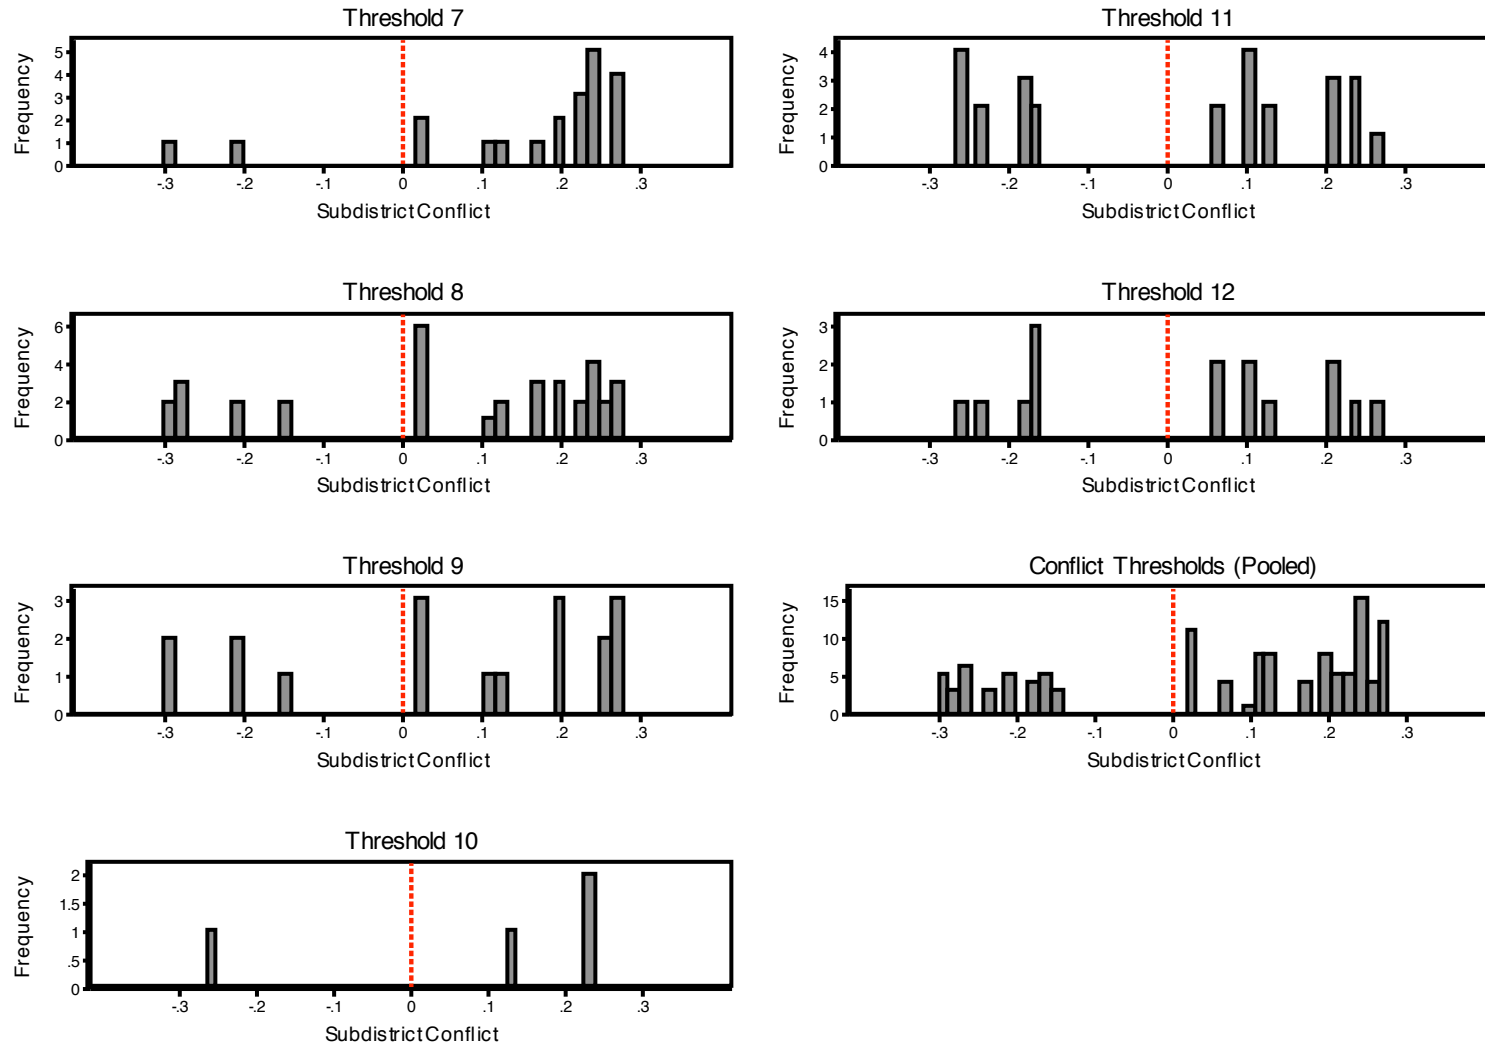 Threshold 7
Frequency
5
4
3
2
1
0
-.3 -.2 -.1 0 .1 .2 .3
Subdistrict Conflict
Threshold 11
Frequency
4
3
2
1
0
-.3 -.2 -.1 0 .1 .2 .3
Subdistrict Conflict
Threshold 8
Frequency
6
4
2
0
-.3 -.2 -.1 0 .1 .2 .3
Subdistrict Conflict
Threshold 12
Frequency
3
2
1
0
-.3 -.2 -.1 0 .1 .2 .3
Subdistrict Conflict
Threshold 9
Frequency
3
2
1
0
-.3 -.2 -.1 0 .1 .2 .3
Subdistrict Conflict
Conflict Thresholds (Pooled)
Frequency
15
10
5
0
-.3 -.2 -.1 0 .1 .2 .3
Subdistrict Conflict
Threshold 10
Frequency
2
1.5
1
.5
0
-.3 -.2 -.1 0 .1 .2 .3
Subdistrict Conflict